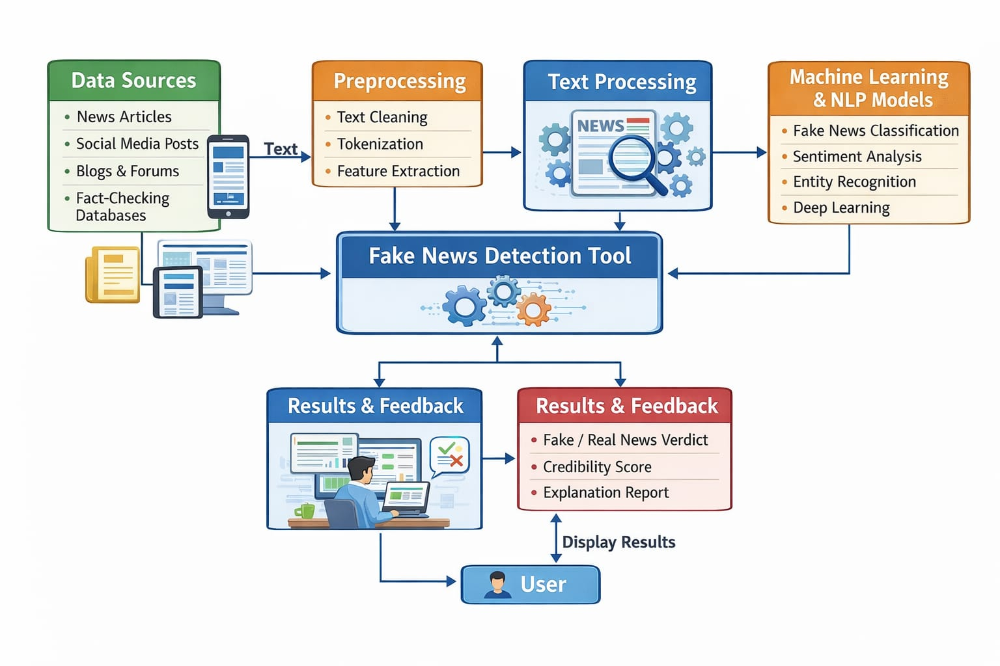 Data Sources
• News Articles
• Social Media Posts
• Blogs & Forums
• Fact-Checking
Databases
Text
Preprocessing
• Text Cleaning
• Tokenization
• Feature Extraction
Text Processing
NEWS
Machine Learning
& NLP Models
• Fake News Classification
• Sentiment Analysis
• Entity Recognition
• Deep Learning
Fake News Detection Tool
Results & Feedback
Results & Feedback
• Fake / Real News Verdict
• Credibility Score
• Explanation Report
Display Results
User